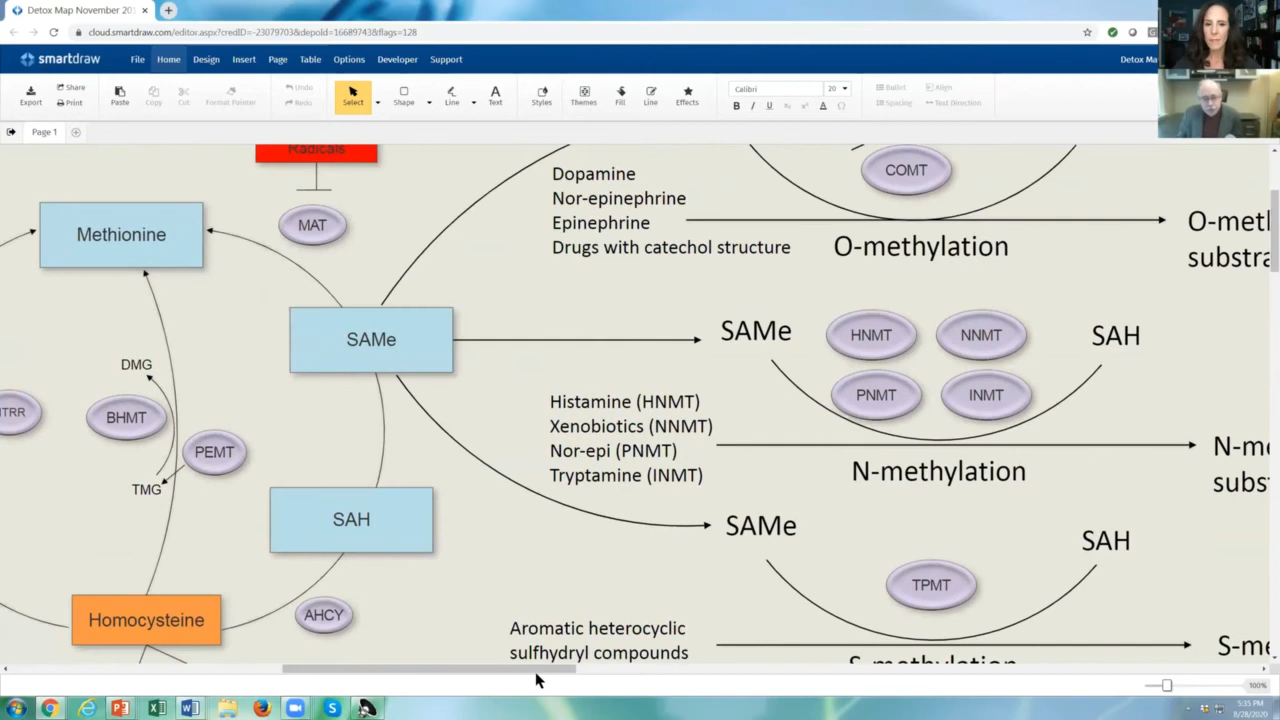 Detox Map November 201
cloud.smartdraw.com/editor.aspx?credID=-23079703&depoId=16689743&flags=128
smartdraw
File Home Design Insert Page Table Options Developer Support
Detox Ma
Export
Share
Print
Paste
Copy
Cut
Format Painter
Undo
Redo
Select
Shape
Line
Text
Styles
Themes
Fill
Line
Effects
Calibri
20
B I U
Bullet
Align
Spacing
Text Direction
Page 1
Radicals
MAT
Methionine
SAMe
DMG
BHMT
PEMT
TMG
TRR
SAH
Homocysteine
AHCY
Dopamine
Nor-epinephrine
Epinephrine
Drugs with catechol structure
COMT
O-methylation
O-met
substra
SAMe
HNMT
NNMT
PNMT
INMT
SAH
Histamine (HNMT)
Xenobiotics (NNMT)
Nor-epi (PNMT)
Tryptamine (INMT)
N-methylation
N-me
subst
SAMe
TPMT
SAH
Aromatic heterocyclic
sulfhydryl compounds
S-methylation
S-me
100%
5:35 PM
8/28/2020